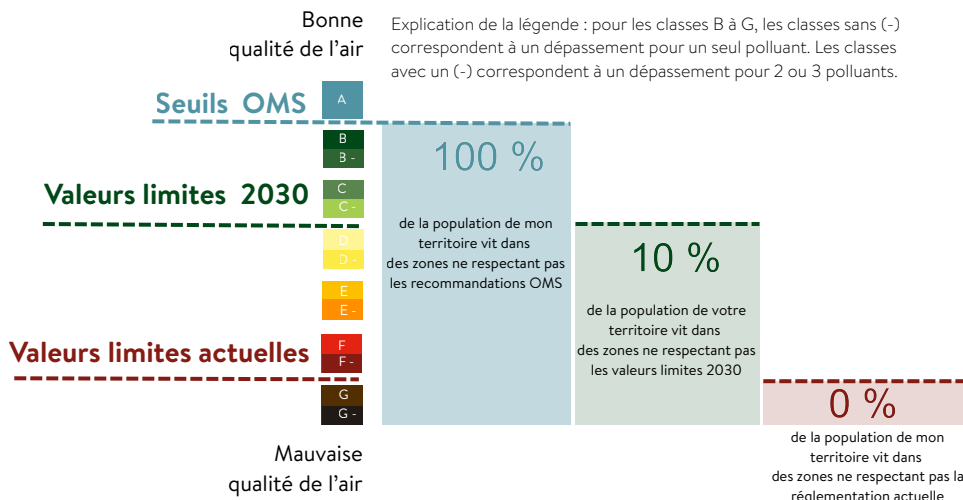 Bonne
qualité de l'air
Explication de la légende : pour les classes B à G, les classes sans (-)
correspondent à un dépassement pour un seul polluant. Les classes
avec un (-) correspondent à un dépassement pour 2 ou 3 polluants.
Seuils OMS
A
B
B -
Valeurs limites 2030
C
C -
D
D -
E
E -
Valeurs limites actuelles
F
F -
G
G -
Mauvaise
qualité de l'air
100 %
de la population de mon
territoire vit dans
des zones ne respectant pas
les recommandations OMS
10 %
de la population de votre
territoire vit dans
des zones ne respectant pas
les valeurs limites 2030
0 %
de la population de mon
territoire vit dans
des zones ne respectant pas la
réglementation actuelle